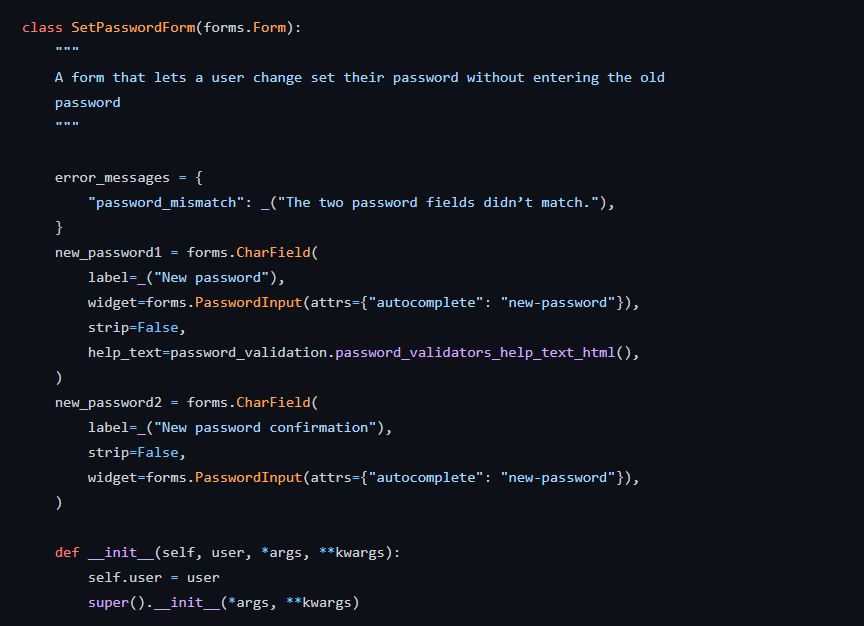 class SetPasswordForm(forms.Form):
    """
    A form that lets a user change set their password without entering the old
    password
    """

    error_messages = {
        "password_mismatch": _("The two password fields didn’t match."),
    }
    new_password1 = forms.CharField(
        label=_("New password"),
        widget=forms.PasswordInput(attrs={"autocomplete": "new-password"}),
        strip=False,
        help_text=password_validation.password_validators_help_text_html(),
    )
    new_password2 = forms.CharField(
        label=_("New password confirmation"),
        strip=False,
        widget=forms.PasswordInput(attrs={"autocomplete": "new-password"}),
    )

    def __init__(self, user, *args, **kwargs):
        self.user = user
        super().__init__(*args, **kwargs)